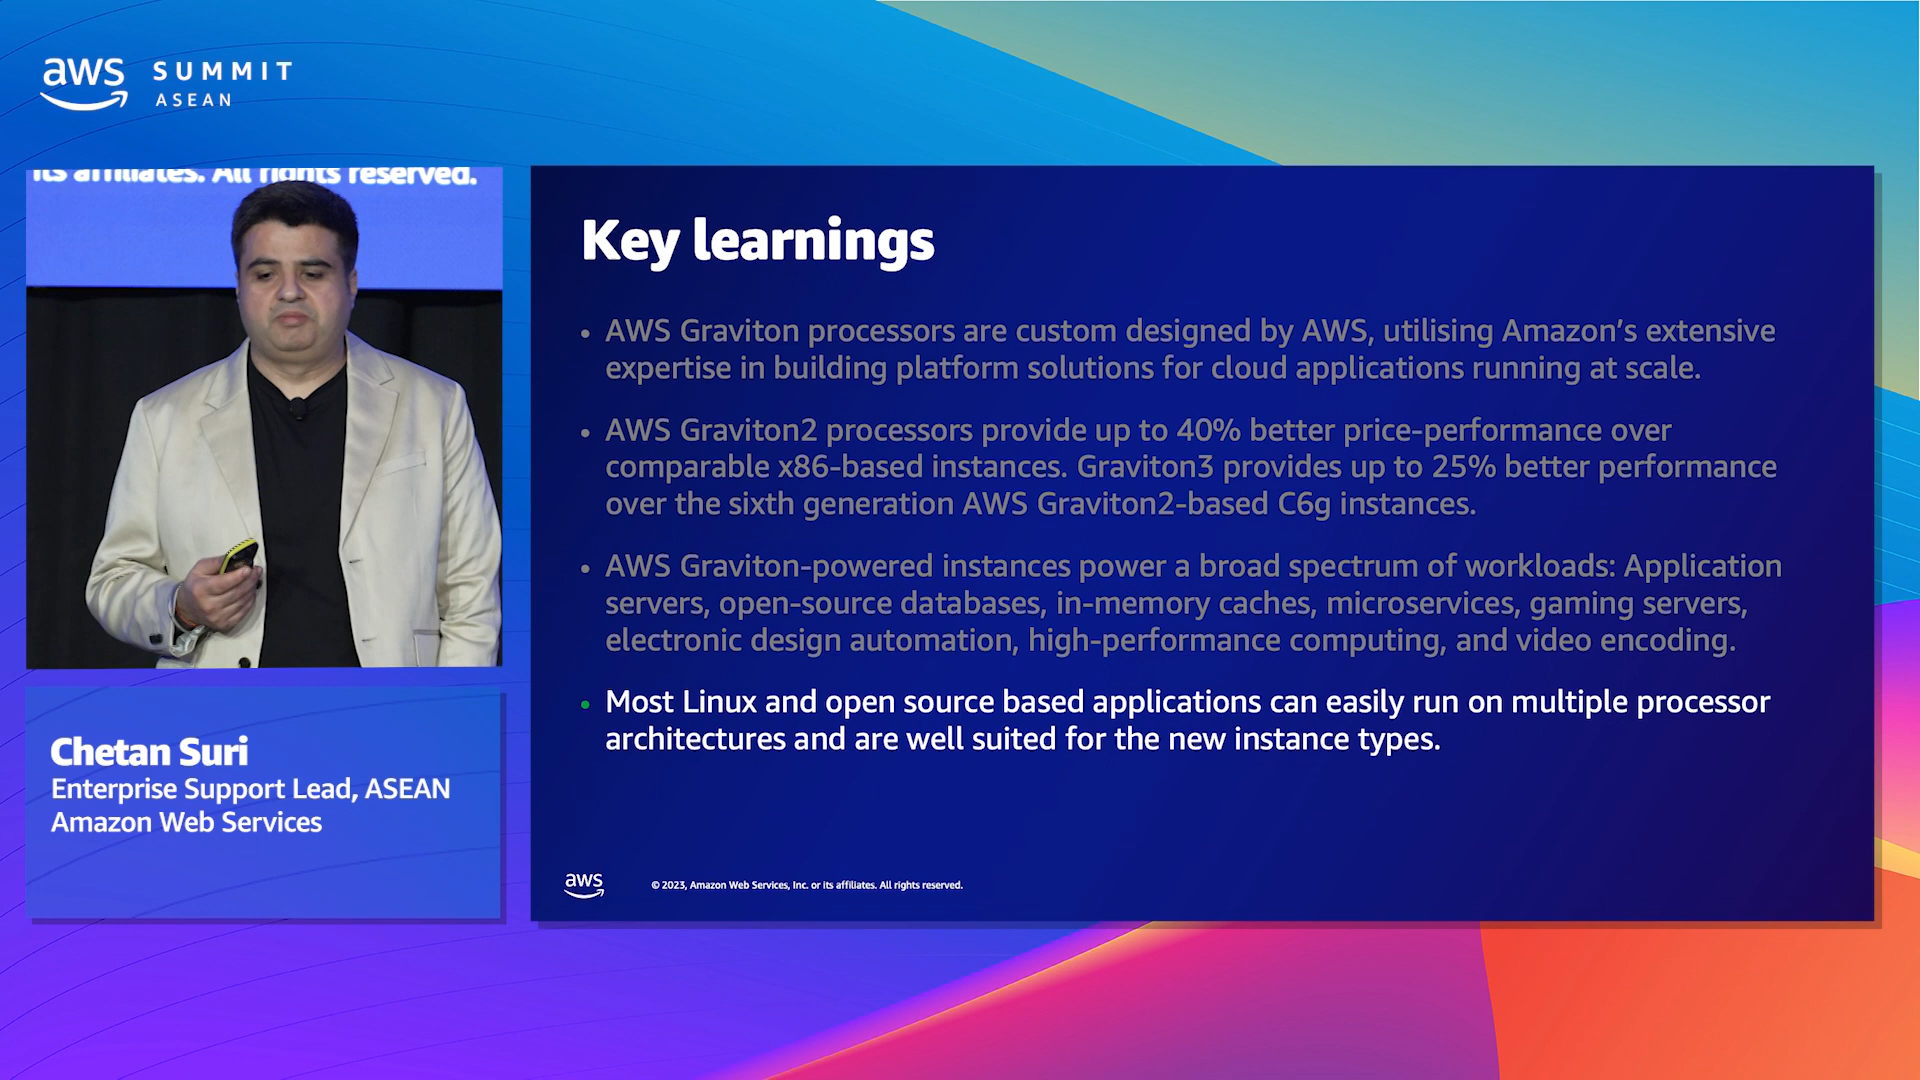 aws SUMMIT
ASEAN
its affiliates. All rights reserved.
Key learnings
• AWS Graviton processors are custom designed by AWS, utilising Amazon’s extensive
expertise in building platform solutions for cloud applications running at scale.
• AWS Graviton2 processors provide up to 40% better price-performance over
comparable x86-based instances. Graviton3 provides up to 25% better performance
over the sixth generation AWS Graviton2-based C6g instances.
• AWS Graviton-powered instances power a broad spectrum of workloads: Application
servers, open-source databases, in-memory caches, microservices, gaming servers,
electronic design automation, high-performance computing, and video encoding.
• Most Linux and open source based applications can easily run on multiple processor
architectures and are well suited for the new instance types.
Chetan Suri
Enterprise Support Lead, ASEAN
Amazon Web Services
aws
© 2023, Amazon Web Services, Inc. or its affiliates. All rights reserved.